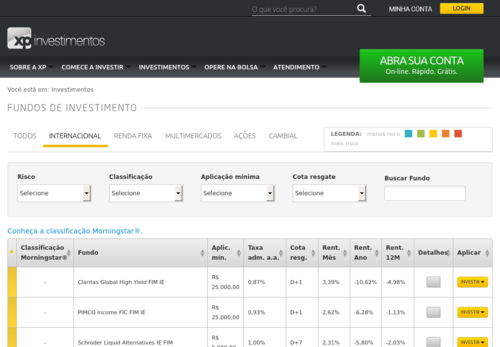 O que você procura?
MINHA CONTA
LOGIN
xp investimentos
ABRA SUA CONTA
On-line. Rápido. Grátis.
SOBRE A XP
COMECE A INVESTIR
INVESTIMENTOS
OPERE NA BOLSA
ATENDIMENTO
Você está em: Investimentos
FUNDOS DE INVESTIMENTO
TODOS
INTERNACIONAL
RENDA FIXA
MULTIMERCADOS
AÇÕES
CAMBIAL
LEGENDA: menos risco
mais risco
Risco
Classificação
Aplicação mínima
Cota resgate
Buscar Fundo
Selecione
Selecione
Selecione
Selecione
Conheça a classificação Morningstar®.
Classificação Morningstar®
Fundo
Aplic. mín.
Taxa adm. a.a.
Cota resg.
Rent. Mês
Rent. Ano
Rent. 12M
Detalhes
Aplicar
- Claritas Global High Yield FIM IE R$ 25.000,00 0,87% D+1 3,39% -10,62% -4,98% INVESTIR
- PIMCO Income FIC FIM IE R$ 25.000,00 0,93% D+1 2,62% -6,28% -1,13% INVESTIR
- Schroder Liquid Alternatives IE FIM R$ 1,00% D+7 2,31% -5,80% -2,03% INVESTIR